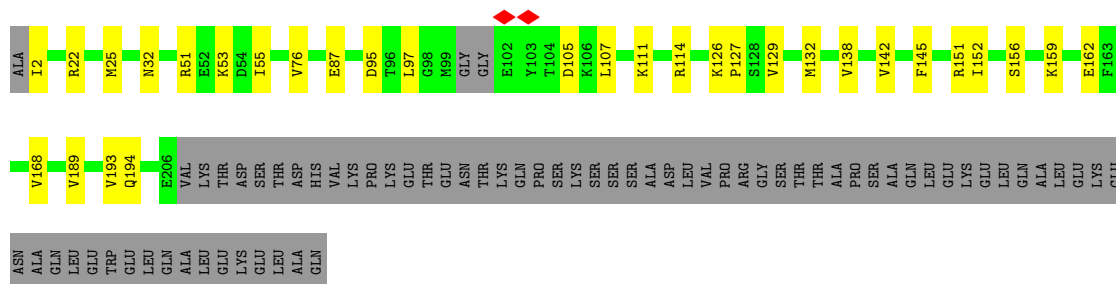 ALA I2 R22 M25 N32 R51 E52 K53 D54 I55 V76 E87 D95 T96 L97 G98 M99 GLY GLY E102 Y103 T104 D105 K106 L107 K111 R114 K126 P127 S128 V129 M132 V138 V142 F145 R151 I152 S156 K159 E162 F163
V168 V189 V193 Q194 E206 VAL LYS THR ASP SER THR ASP HIS VAL LYS PRO LYS GLU THR GLU ASN THR LYS GLN PRO SER LYS SER SER SER ALA ASP LEU VAL PRO ARG GLY SER THR THR ALA PRO SER ALA GLN LEU GLU LYS GLU LEU GLN ALA LEU GLU LYS GLU
ASN ALA GLN LEU GLU TRP GLU LEU GLN ALA LEU GLU LYS GLU LEU ALA GLN